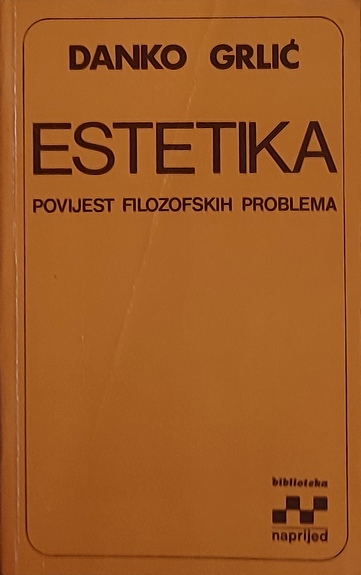 DANKO GRLIĆ
ESTETIKA
POVIJEST FILOZOFSKIH PROBLEMA
biblioteka
naprijed